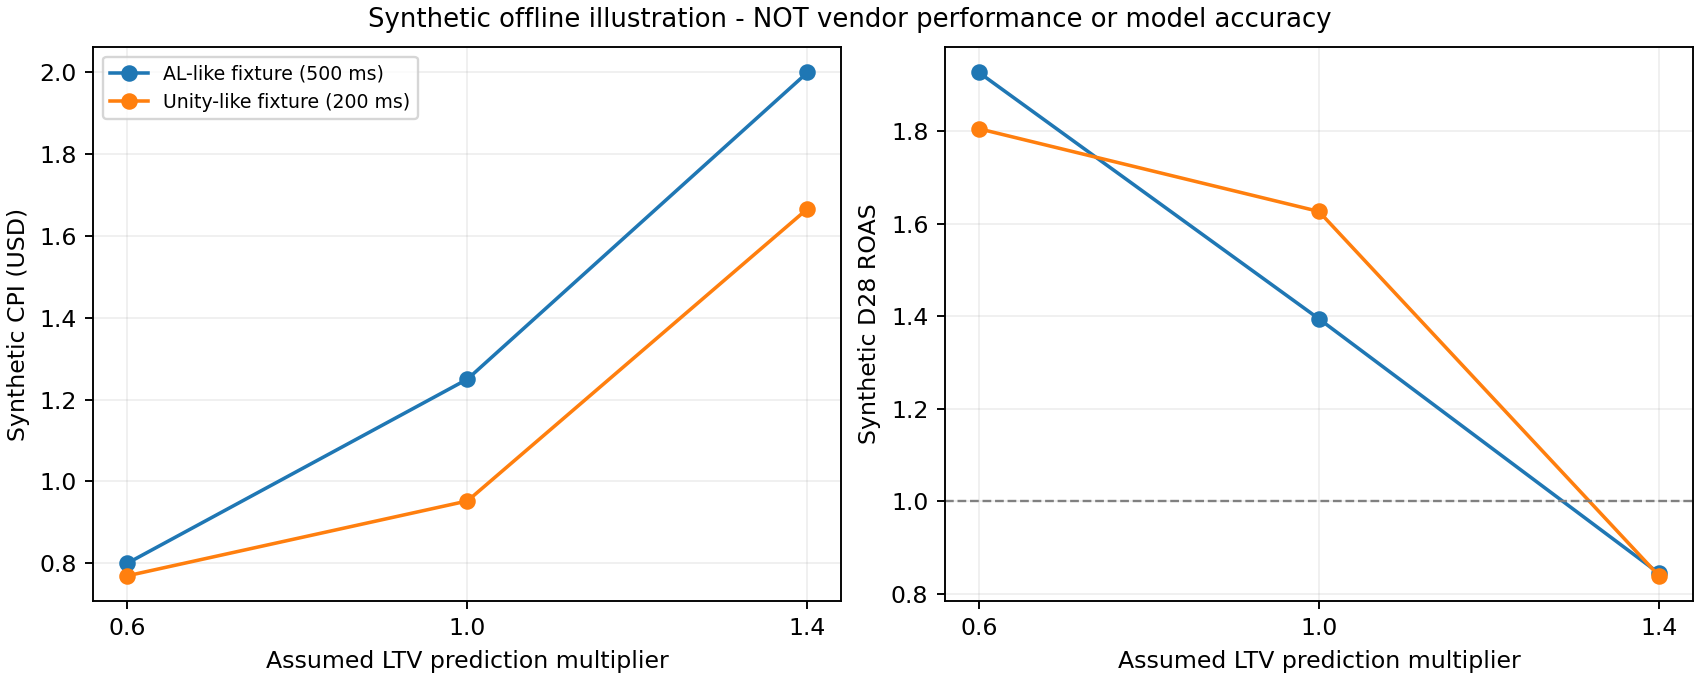 Synthetic offline illustration - NOT vendor performance or model accuracy
AL-like fixture (500 ms)
Unity-like fixture (200 ms)
Synthetic CPI (USD)
2.0
1.8
1.6
1.4
1.2
1.0
0.8
0.6
1.0
1.4
Assumed LTV prediction multiplier
Synthetic D28 ROAS
1.8
1.6
1.4
1.2
1.0
0.8
0.6
1.0
1.4
Assumed LTV prediction multiplier